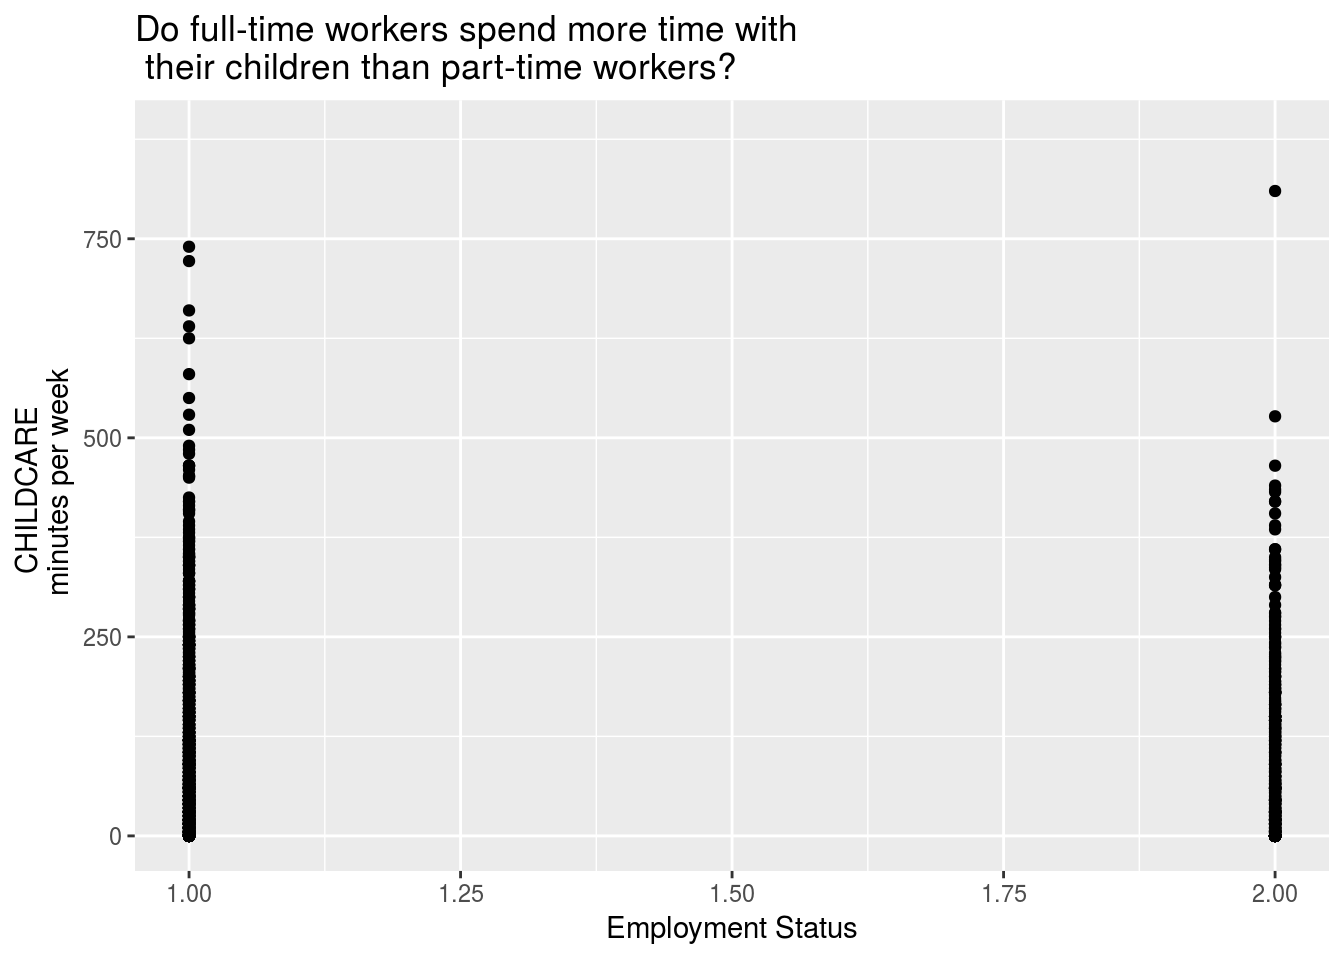 Do full-time workers spend more time with
their children than part-time workers?
CHILDCARE
minutes per week
750
500
250
0
1.00
1.25
1.50
1.75
2.00
Employment Status